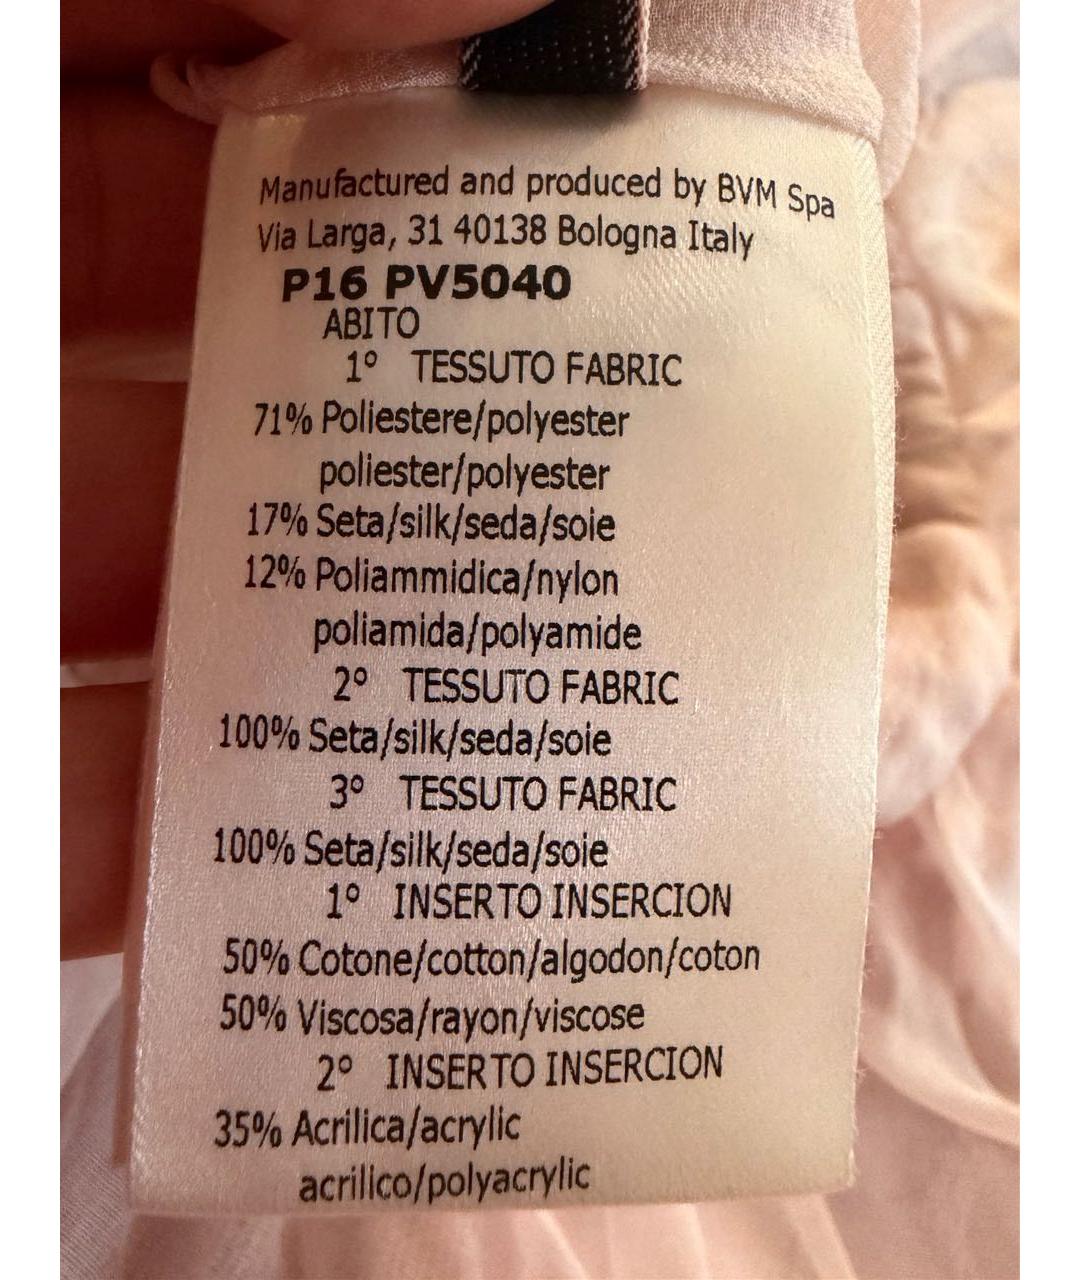 Manufactured and produced by BVM Spa
Via Larga, 31 40138 Bologna Italy
P16 PV5040
ABITO
1° TESSUTO FABRIC
71% Poliestere/polyester
poliester/polyester
17% Seta/silk/seda/soie
12% Poliammidica/nylon
poliamida/polyamide
2° TESSUTO FABRIC
100% Seta/silk/seda/soie
3° TESSUTO FABRIC
100% Seta/silk/seda/soie
1° INSERTO INSERCION
50% Cotone/cotton/algodon/coton
50% Viscosa/rayon/viscose
2° INSERTO INSERCION
35% Acrilica/acrylic
acrilico/polyacrylic